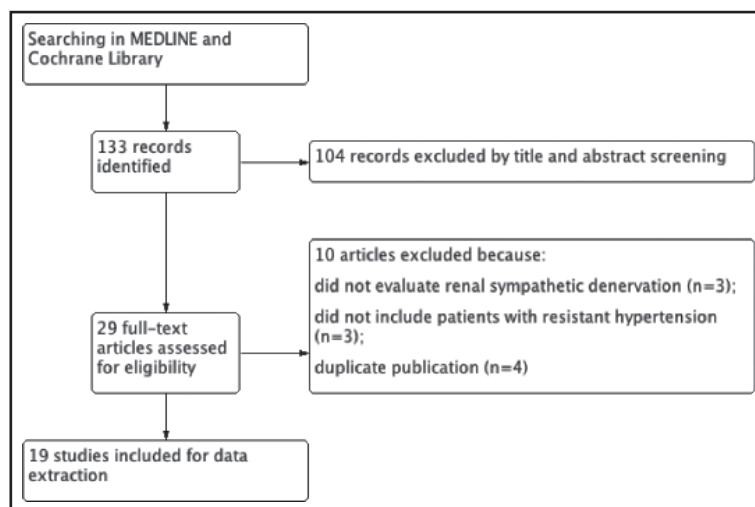 Searching in MEDLINE and
Cochrane Library
133 records
identified
104 records excluded by title and abstract screening
10 articles excluded because:
did not evaluate renal sympathetic denervation (n=3);
did not include patients with resistant hypertension
(n=3);
duplicate publication (n=4)
29 full-text
articles assessed
for eligibility
19 studies included for data
extraction